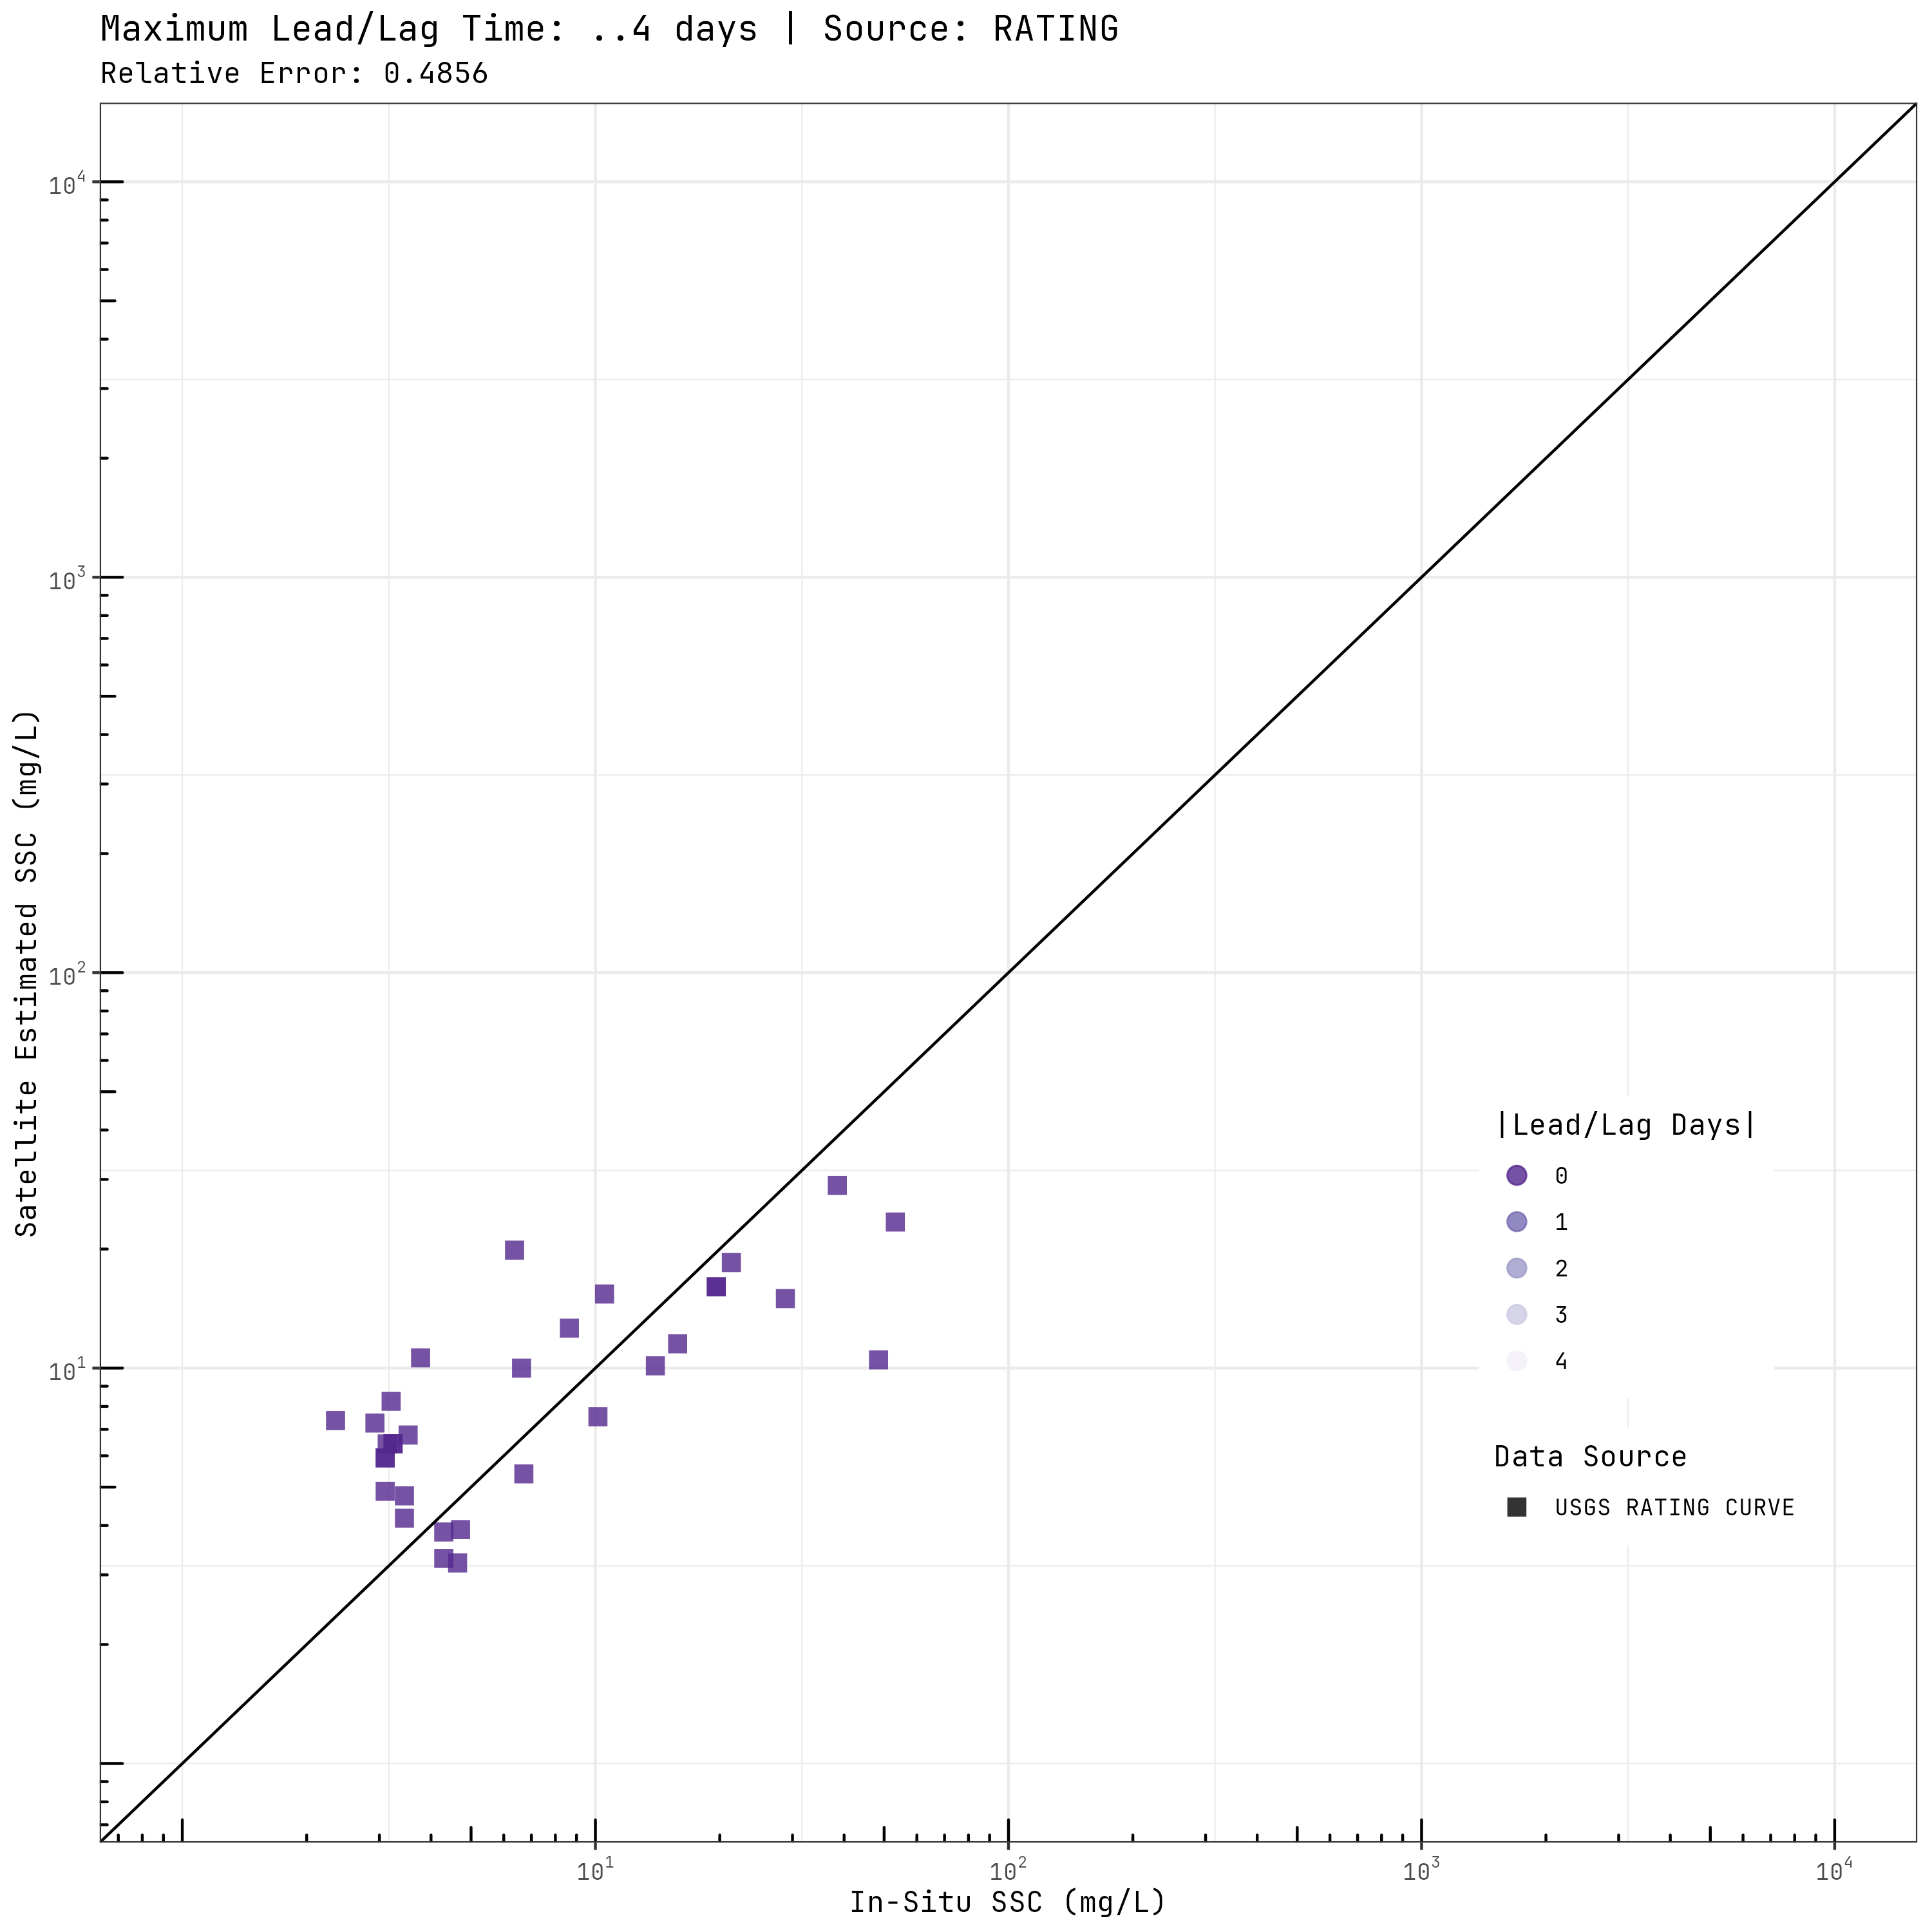 Maximum Lead/Lag Time: ..4 days | Source: RATING
Relative Error: 0.4856
Satellite Estimated SSC (mg/L)
10⁴
10³
10²
10¹
|Lead/Lag Days|
0
1
2
3
4
Data Source
USGS RATING CURVE
10¹ 10² 10³ 10⁴
In-Situ SSC (mg/L)